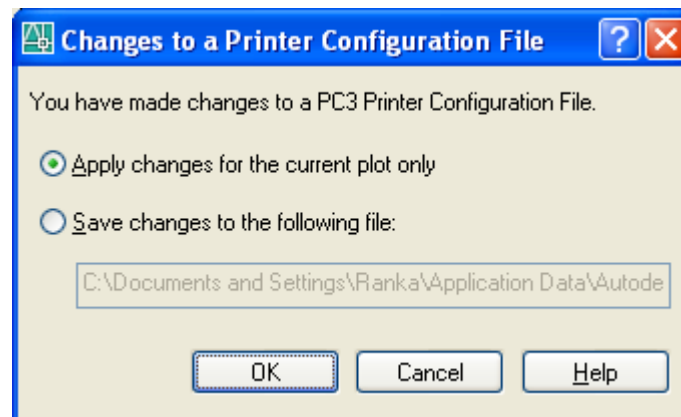 Changes to a Printer Configuration File
You have made changes to a PC3 Printer Configuration File.
Apply changes for the current plot only
Save changes to the following file:
C:\Documents and Settings\Ranka\Application Data\Autode
OK Cancel Help